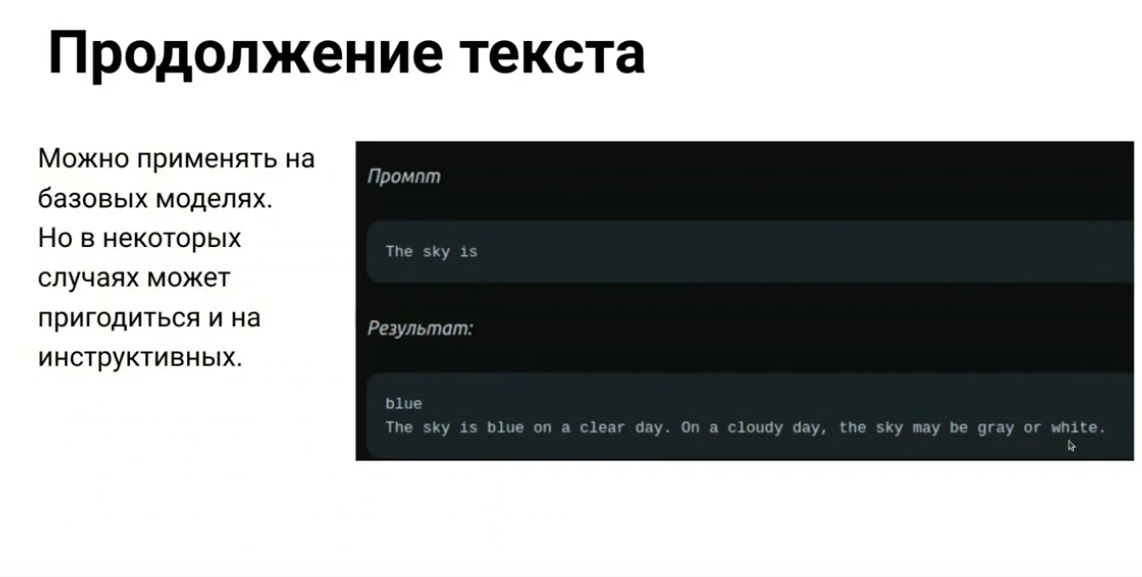 Продолжение текста
Можно применять на
базовых моделях.
Но в некоторых
случаях может
пригодиться и на
инструктивных.
Промпт
The sky is
Результат:
blue
The sky is blue on a clear day. On a cloudy day, the sky may be gray or white.